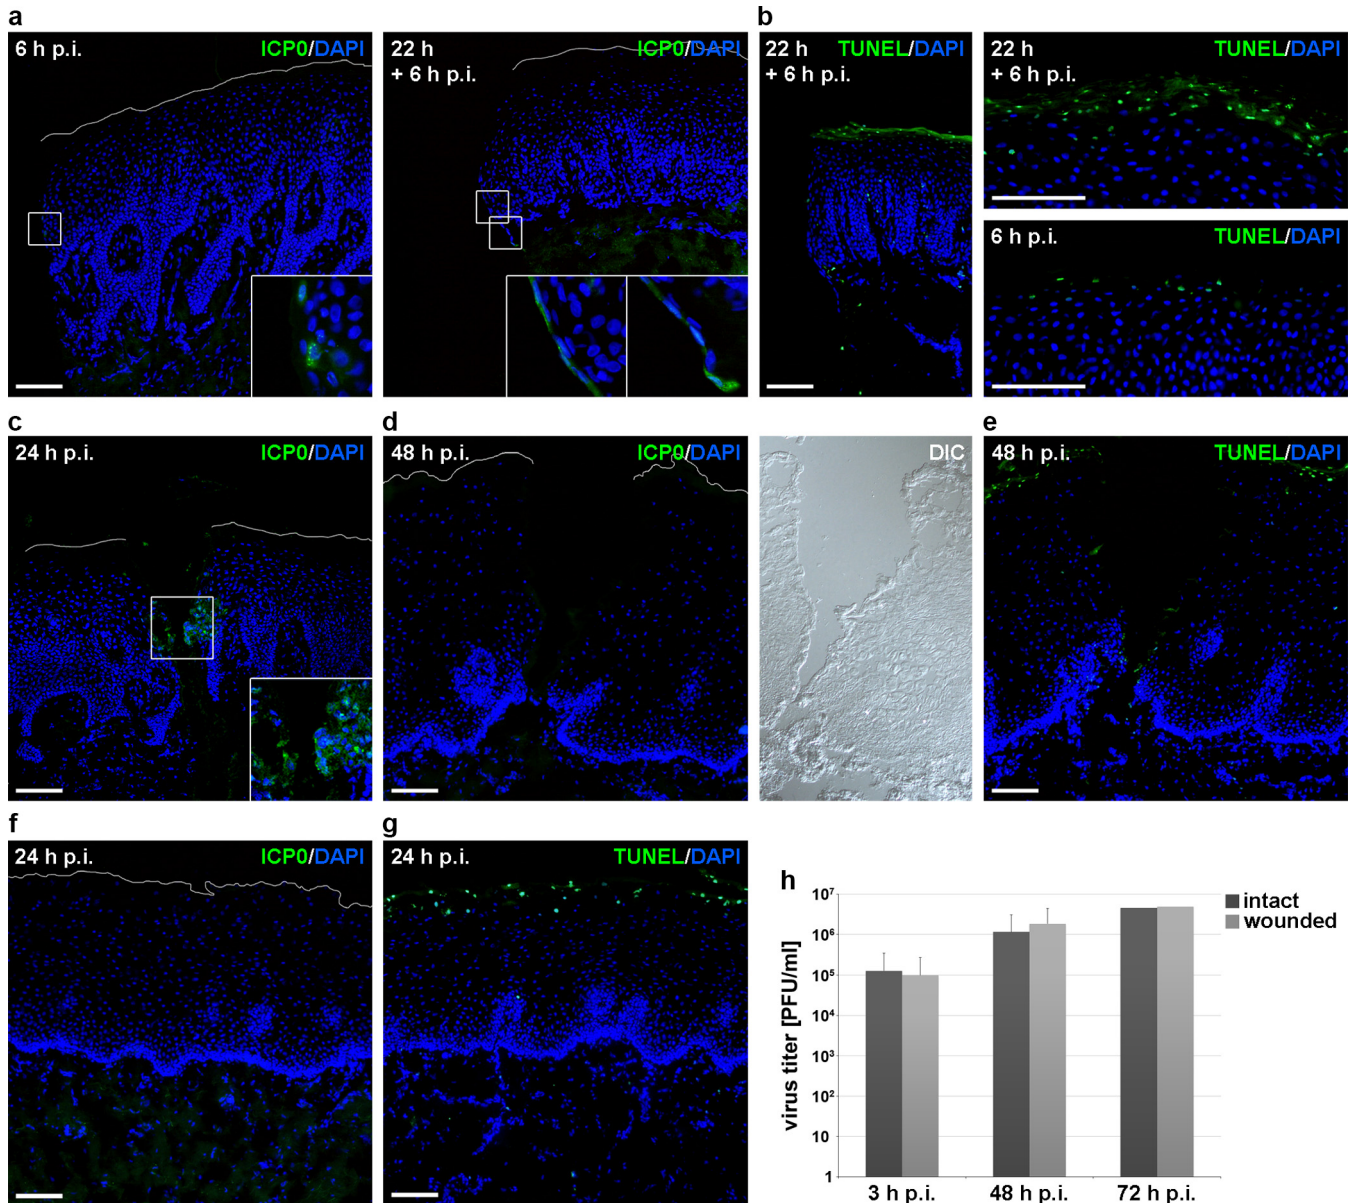 a
6 h p.i.
ICP0/DAPI
22 h
+ 6 h p.i.
ICP0/DAPI
b
22 h
+ 6 h p.i.
TUNEL/DAPI
22 h
+ 6 h p.i.
TUNEL/DAPI
6 h p.i.
TUNEL/DAPI
c
24 h p.i.
ICP0/DAPI
d
48 h p.i.
ICP0/DAPI
DIC
e
48 h p.i.
TUNEL/DAPI
f
24 h p.i.
ICP0/DAPI
g
24 h p.i.
TUNEL/DAPI
h
virus titer [PFU/ml]
10⁷
10⁶
10⁵
10⁴
10³
10²
10
1
3 h p.i.
48 h p.i.
72 h p.i.
intact
wounded